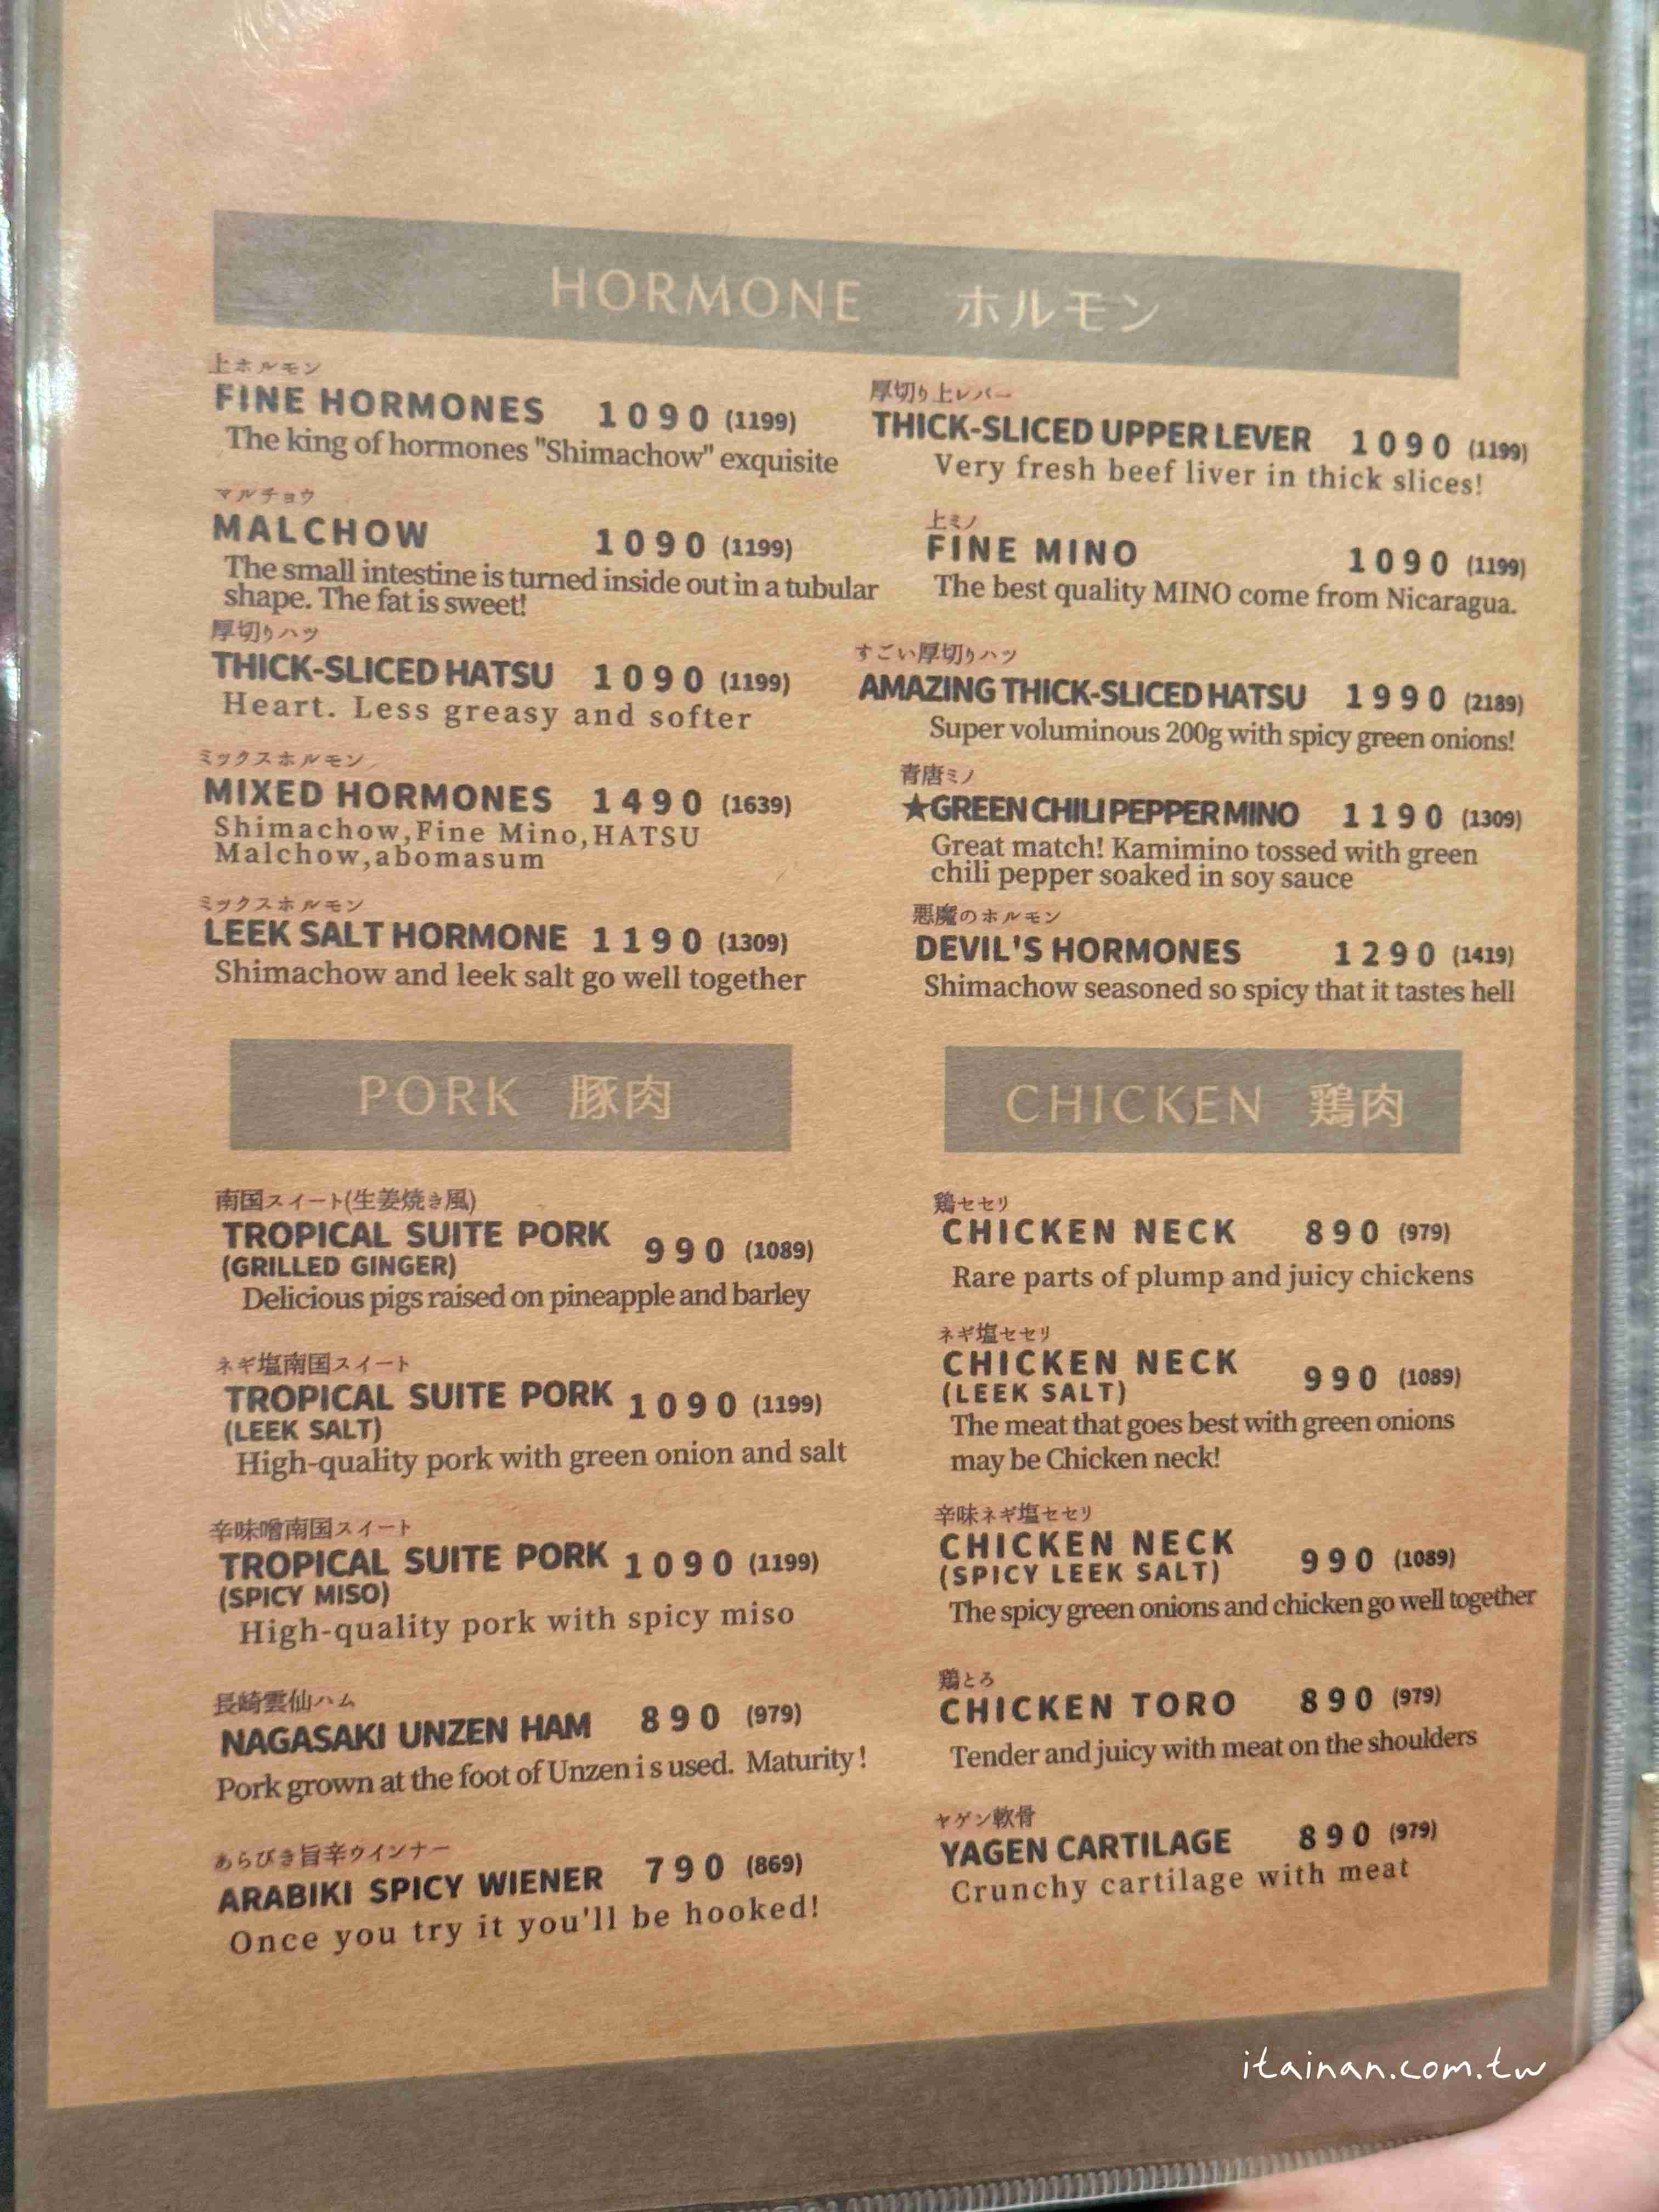 HORMONE ホルモン
上ホルモン
FINE HORMONES 1090 (1199)
The king of hormones "Shimachow" exquisite
マルチョウ
MALCHOW 1090 (1199)
The small intestine is turned inside out in a tubular
shape. The fat is sweet!
厚切りハツ
THICK-SLICED HATSU 1090 (1199)
Heart. Less greasy and softer
ミックスホルモン
MIXED HORMONES 1490 (1639)
Shimachow,Fine Mino,HATSU
Malchow,abomasum
ミックスホルモン
LEEK SALT HORMONE 1190 (1309)
Shimachow and leek salt go well together
厚切り上レバー
THICK-SLICED UPPER LEVER 1090 (1199)
Very fresh beef liver in thick slices!
上ミノ
FINE MINO 1090 (1199)
The best quality MINO come from Nicaragua.
すごい厚切りハツ
AMAZING THICK-SLICED HATSU 1990 (2189)
Super voluminous 200g with spicy green onions!
青唐ミノ
★GREEN CHILI PEPPER MINO 1190 (1309)
Great match! Kamimino tossed with green
chili pepper soaked in soy sauce
悪魔のホルモン
DEVIL'S HORMONES 1290 (1419)
Shimachow seasoned so spicy that it tastes hell
PORK 豚肉
南国スイート(生姜焼き風)
TROPICAL SUITE PORK 990 (1089)
(GRILLED GINGER)
Delicious pigs raised on pineapple and barley
ネギ塩南国スイート
TROPICAL SUITE PORK 1090 (1199)
(LEEK SALT)
High-quality pork with green onion and salt
辛味噌南国スイート
TROPICAL SUITE PORK 1090 (1199)
(SPICY MISO)
High-quality pork with spicy miso
長崎雲仙ハム
NAGASAKI UNZEN HAM 890 (979)
Pork grown at the foot of Unzen is used. Maturity!
あらびき旨辛ウインナー
ARABIKI SPICY WIENER 790 (869)
Once you try it you'll be hooked!
CHICKEN 鶏肉
鶏セセリ
CHICKEN NECK 890 (979)
Rare parts of plump and juicy chickens
ネギ塩セセリ
CHICKEN NECK 990 (1089)
(LEEK SALT)
The meat that goes best with green onions
may be Chicken neck!
辛味ネギ塩セセリ
CHICKEN NECK 990 (1089)
(SPICY LEEK SALT)
The spicy green onions and chicken go well together
鶏とろ
CHICKEN TORO 890 (979)
Tender and juicy with meat on the shoulders
ヤゲン軟骨
YAGEN CARTILAGE 890 (979)
Crunchy cartilage with meat
itainan.com.tw